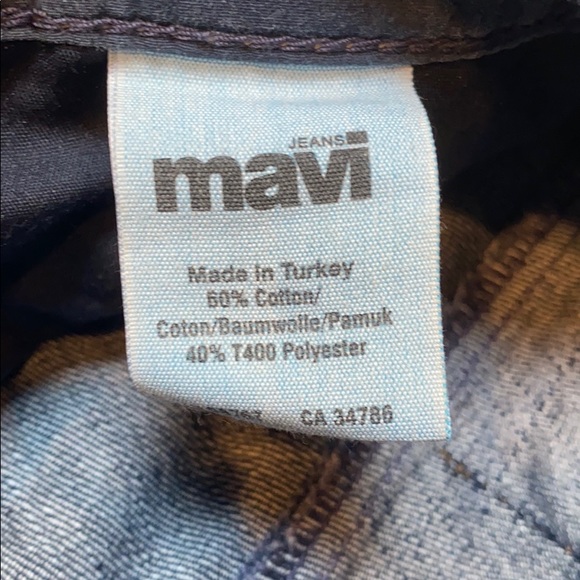 JEANS
mavi
Made in Turkey
60% Cotton/
Coton/Baumwolle/Pamuk
40% T400 Polyester
CA 34786